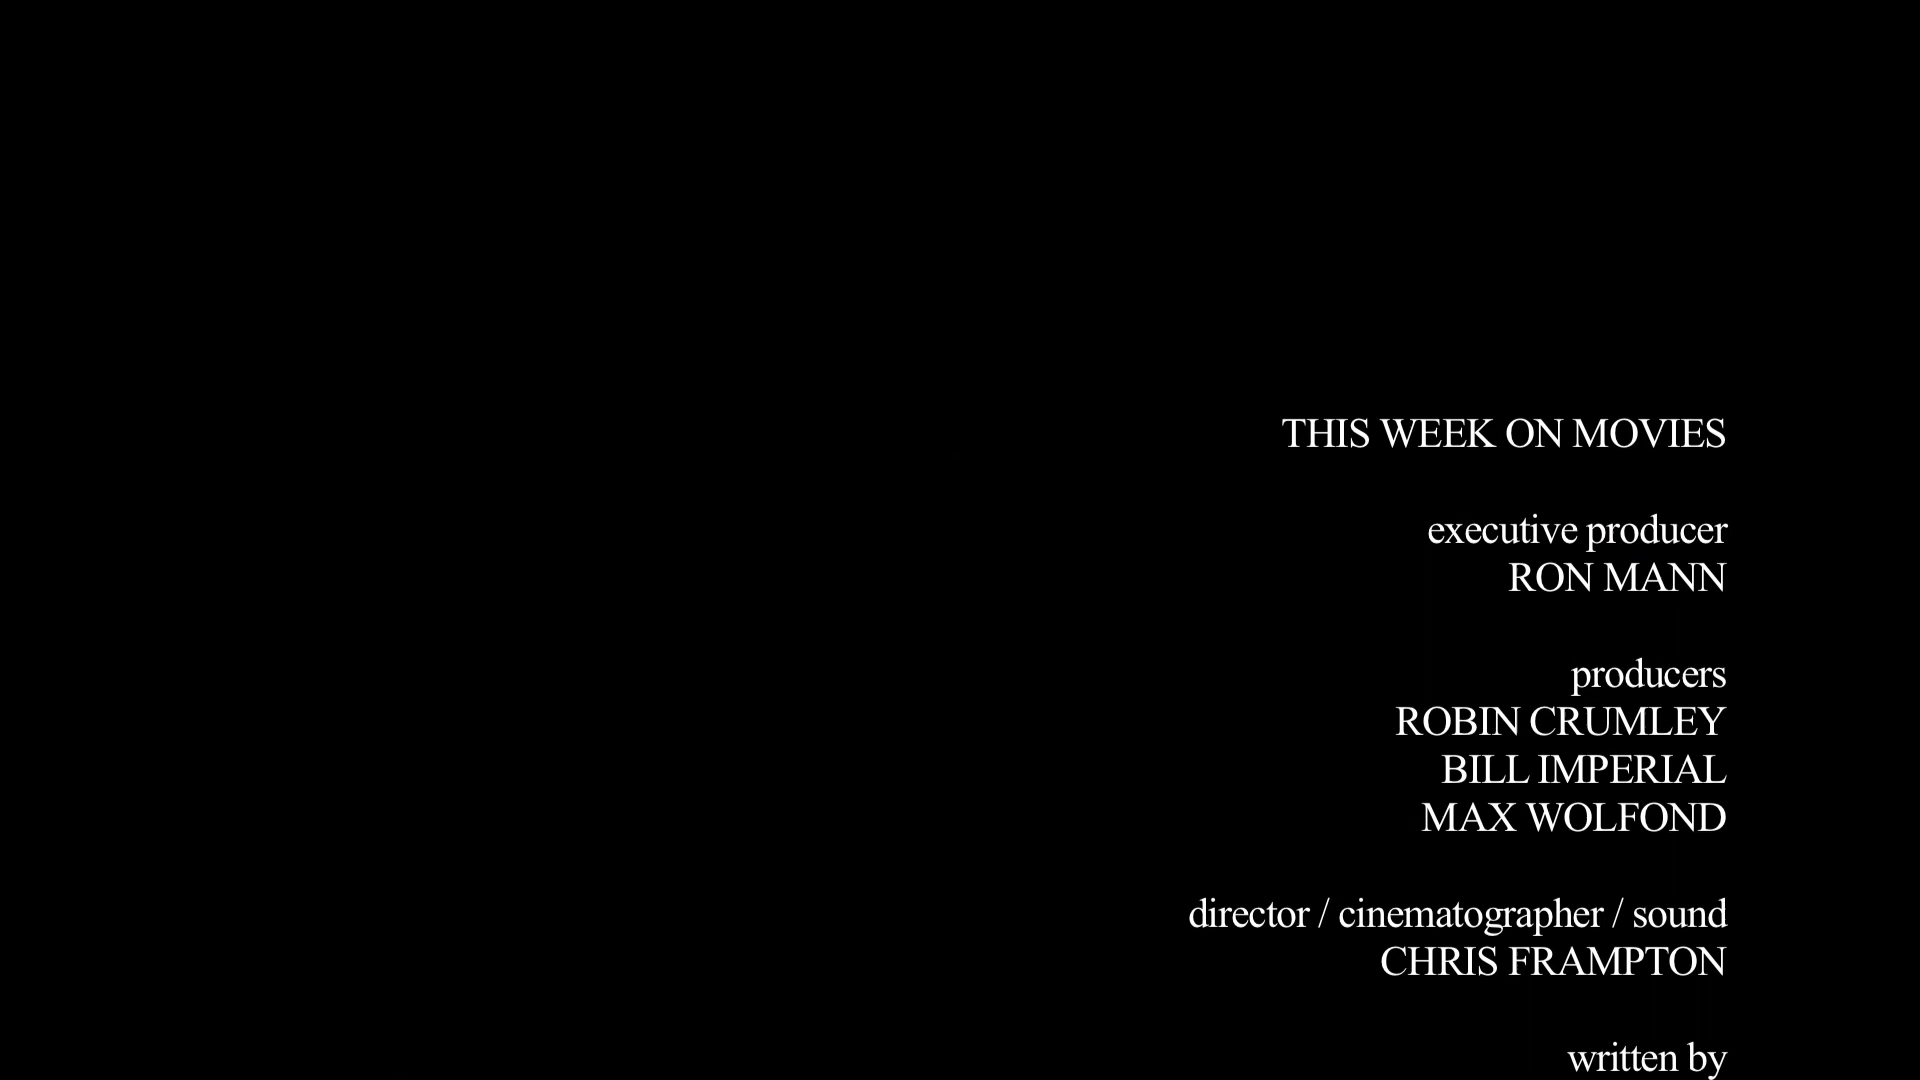 THIS WEEK ON MOVIES
executive producer
RON MANN
producers
ROBIN CRUMLEY
BILL IMPERIAL
MAX WOLFOND
director / cinematographer / sound
CHRIS FRAMPTON
written by